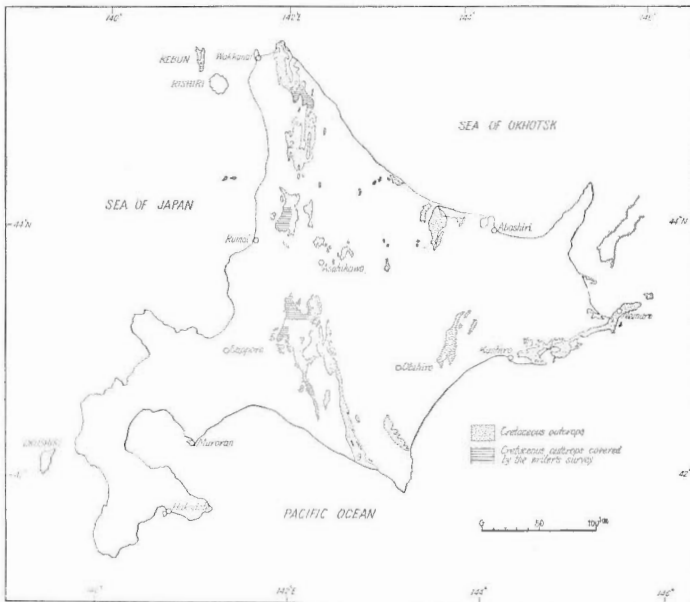 140°
142°E
144°
146°
REBUN
Wakkanai
RISHIRI
SEA OF OKHOTSK
SEA OF JAPAN
44°N
44°N
Abashiri
Rumoi
Asahikawa
Nemuro
Sapporo
Obihiro
Kushiro
Cretaceous outcrops
Cretaceous outcrops covered
by the writer's survey
Muroran
42°
42°
Hakodate
PACIFIC OCEAN
0 50 100 km
140°
142°E
144°
146°